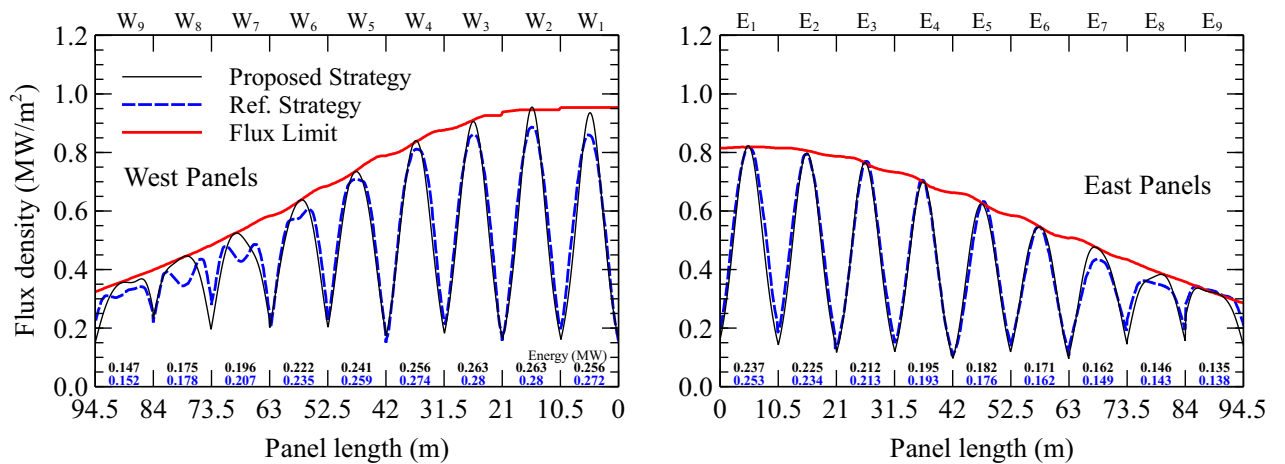 W9 W8 W7 W6 W5 W4 W3 W2 W1
1.2
1.0
0.8
0.6
0.4
0.2
0.0
Flux density (MW/m²)
Proposed Strategy
Ref. Strategy
Flux Limit
West Panels
Energy (MW)
0.147 0.175 0.196 0.222 0.241 0.256 0.263 0.263 0.256
0.152 0.178 0.207 0.235 0.259 0.274 0.28 0.28 0.272
94.5 84 73.5 63 52.5 42 31.5 21 10.5 0
Panel length (m)
E1 E2 E3 E4 E5 E6 E7 E8 E9
1.2
1.0
0.8
0.6
0.4
0.2
0.0
East Panels
0.237 0.225 0.212 0.195 0.182 0.171 0.162 0.146 0.135
0.253 0.234 0.213 0.193 0.176 0.162 0.149 0.143 0.138
0 10.5 21 31.5 42 52.5 63 73.5 84 94.5
Panel length (m)